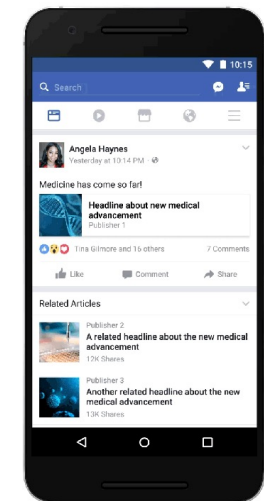 10:15
Search
Angela Haynes
Yesterday at 10:14 PM ·
Medicine has come so far!
Headline about new medical
advancement
Publisher 1
Tina Gilmore and 16 others 7 Comments
Like Comment Share
Related Articles
Publisher 2
A related headline about the new medical
advancement
12K Shares
Publisher 3
Another related headline about the new
medical advancement
13K Shares